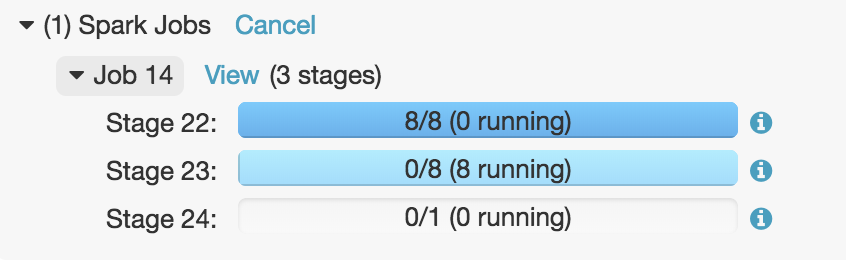 (1) Spark Jobs Cancel
Job 14 View (3 stages)
Stage 22: 8/8 (0 running)
Stage 23: 0/8 (8 running)
Stage 24: 0/1 (0 running)